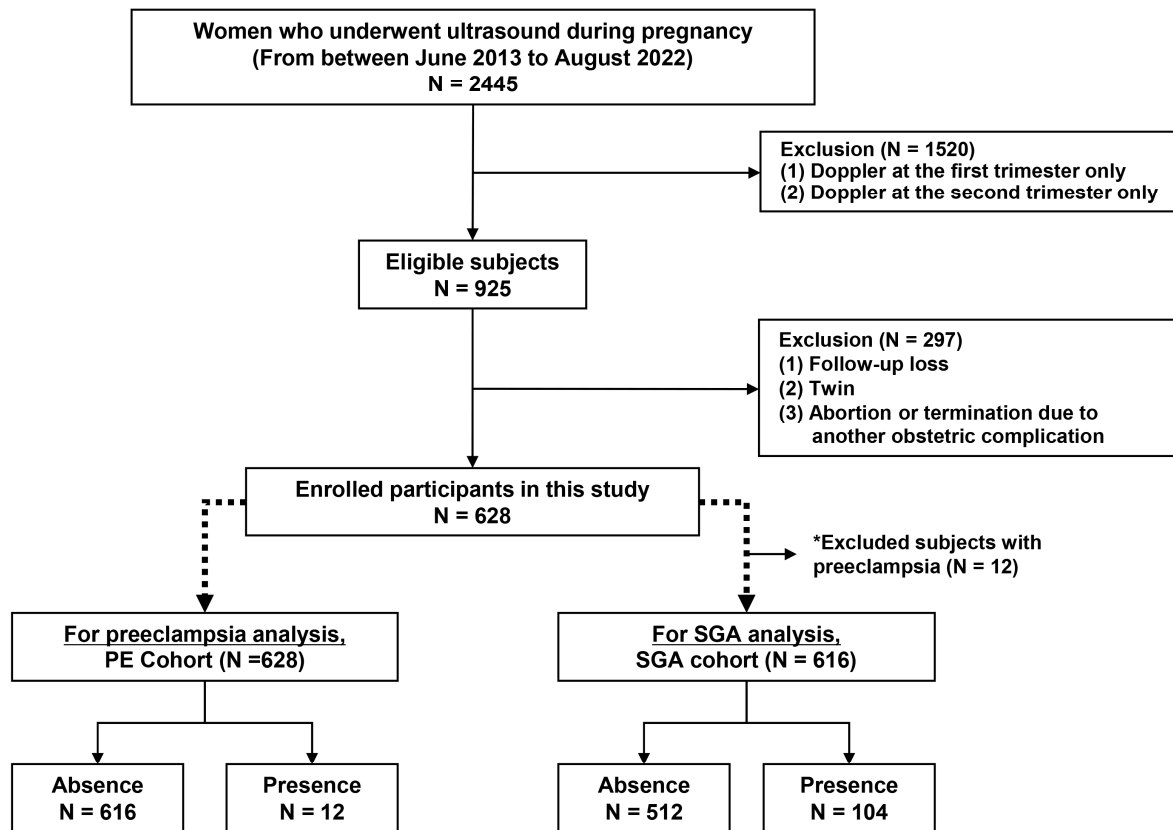 Women who underwent ultrasound during pregnancy
(From between June 2013 to August 2022)
N = 2445
Exclusion (N = 1520)
(1) Doppler at the first trimester only
(2) Doppler at the second trimester only
Eligible subjects
N = 925
Exclusion (N = 297)
(1) Follow-up loss
(2) Twin
(3) Abortion or termination due to
another obstetric complication
Enrolled participants in this study
N = 628
*Excluded subjects with
preeclampsia (N = 12)
For preeclampsia analysis,
PE Cohort (N =628)
For SGA analysis,
SGA cohort (N = 616)
Absence
N = 616
Presence
N = 12
Absence
N = 512
Presence
N = 104